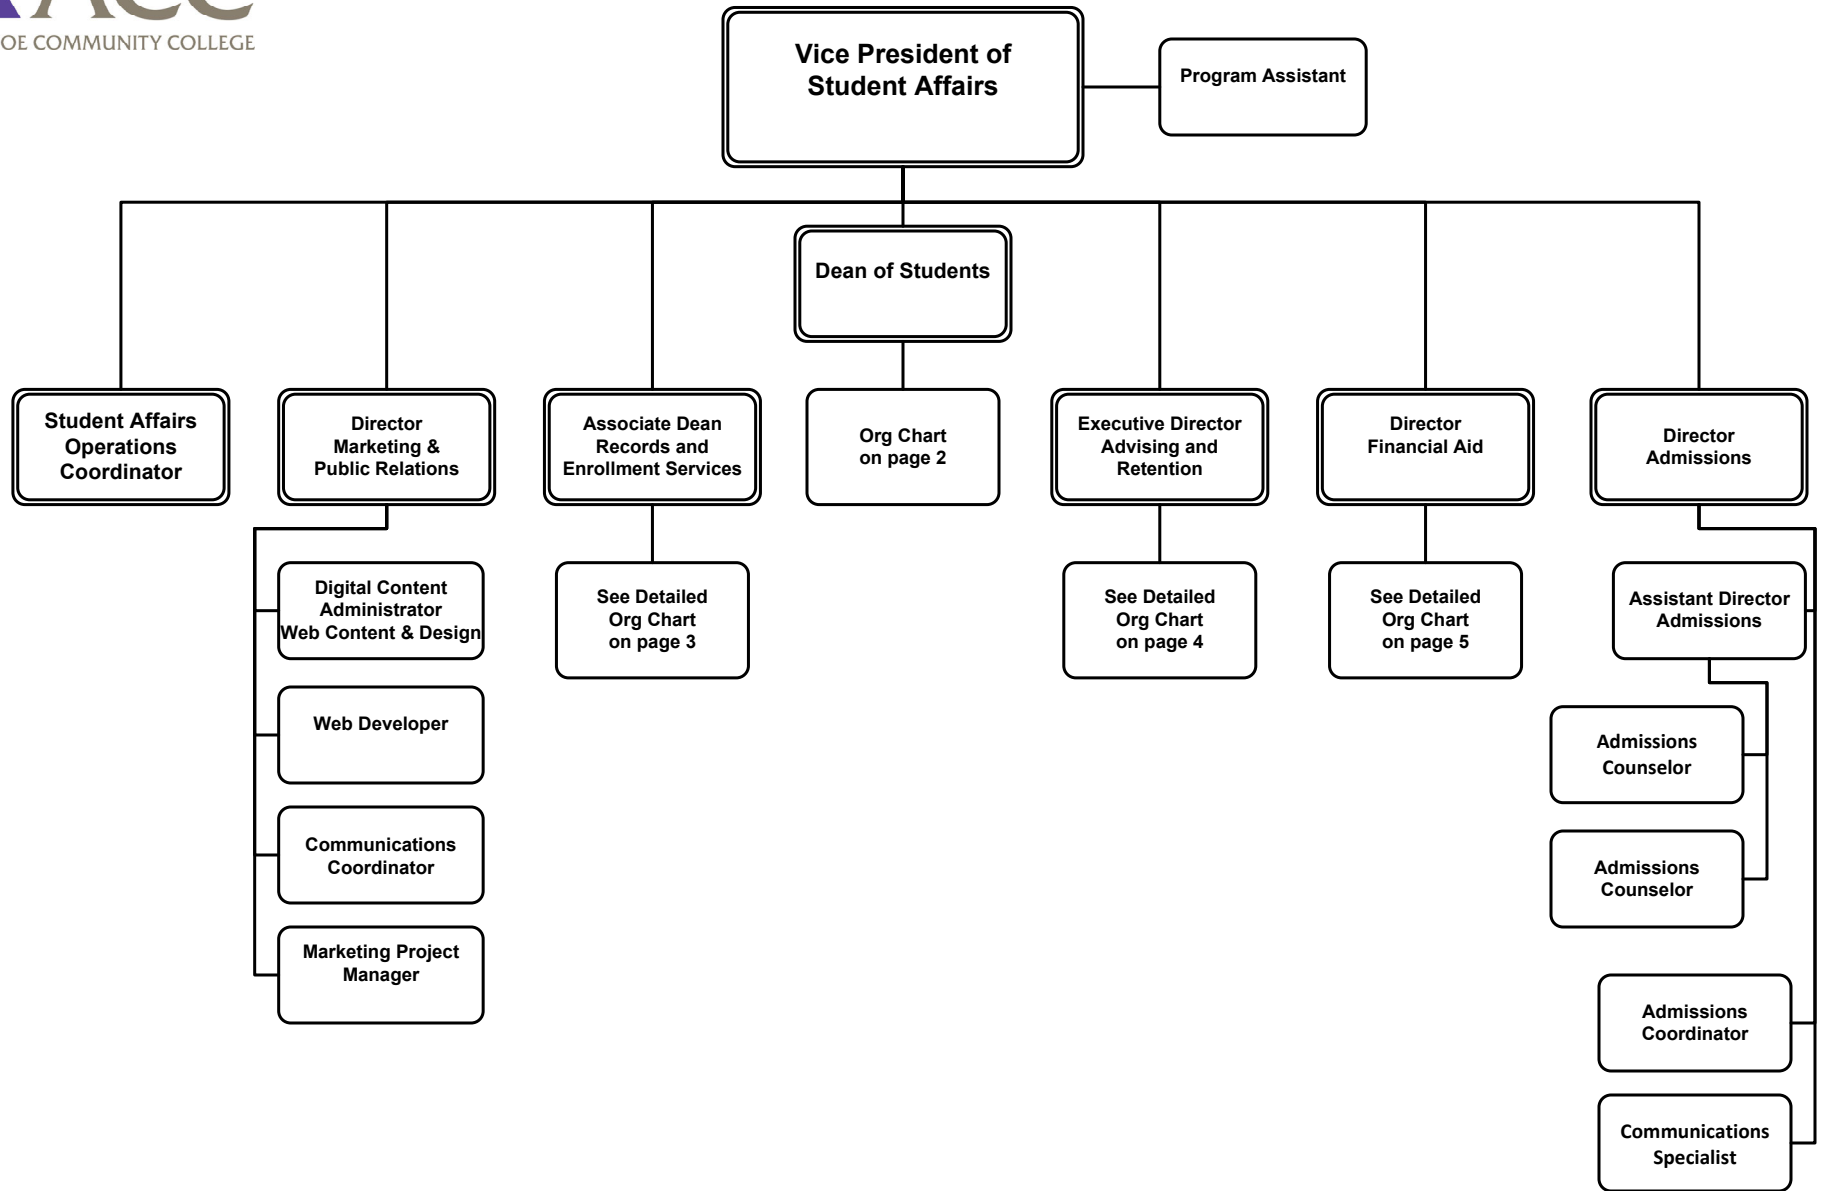 ACC
OE COMMUNITY COLLEGE
Vice President of
Student Affairs
Program Assistant
Dean of Students
Student Affairs
Operations
Coordinator
Director
Marketing &
Public Relations
Associate Dean
Records and
Enrollment Services
Org Chart
on page 2
Executive Director
Advising and
Retention
Director
Financial Aid
Director
Admissions
Digital Content
Administrator
Web Content & Design
Web Developer
Communications
Coordinator
Marketing Project
Manager
See Detailed
Org Chart
on page 3
See Detailed
Org Chart
on page 4
See Detailed
Org Chart
on page 5
Assistant Director
Admissions
Admissions
Counselor
Admissions
Counselor
Admissions
Coordinator
Communications
Specialist